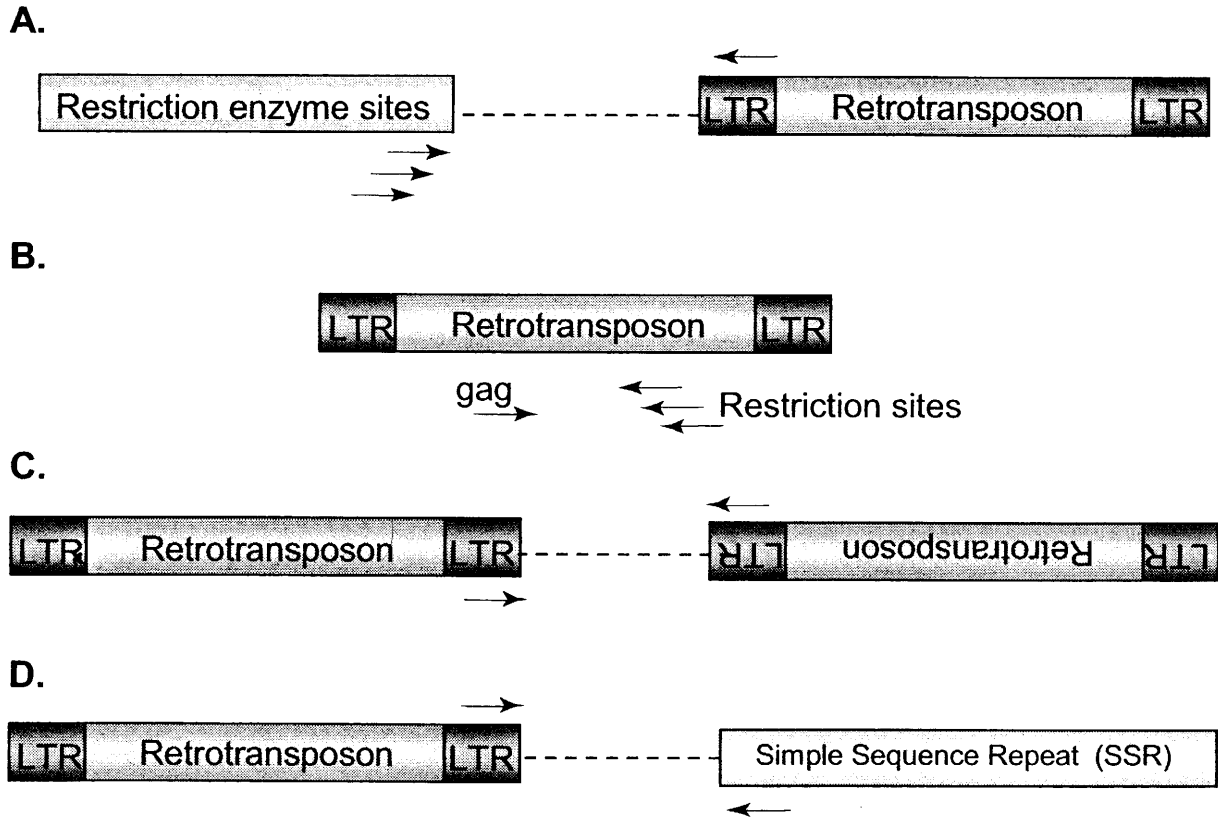 A.
Restriction enzyme sites
LTR Retrotransposon LTR
B.
LTR Retrotransposon LTR
gag
Restriction sites
C.
LTR Retrotransposon LTR LTR Retrotransposon LTR
D.
LTR Retrotransposon LTR Simple Sequence Repeat (SSR)